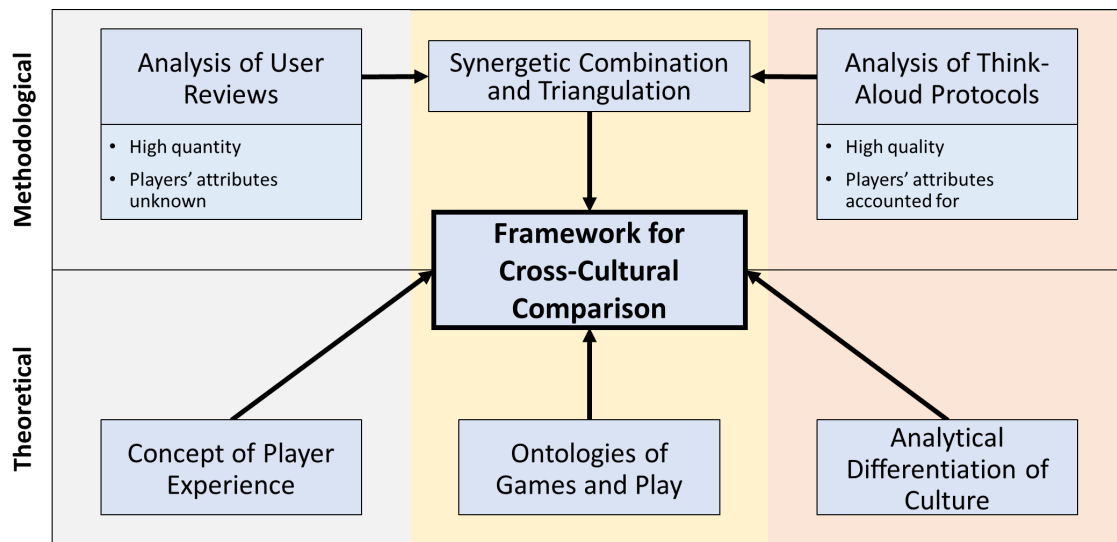 Methodological
Analysis of User
Reviews
• High quantity
• Players’ attributes
unknown
Synergetic Combination
and Triangulation
Analysis of Think-
Aloud Protocols
• High quality
• Players’ attributes
accounted for
Framework for
Cross-Cultural
Comparison
Theoretical
Concept of Player
Experience
Ontologies of
Games and Play
Analytical
Differentiation of
Culture